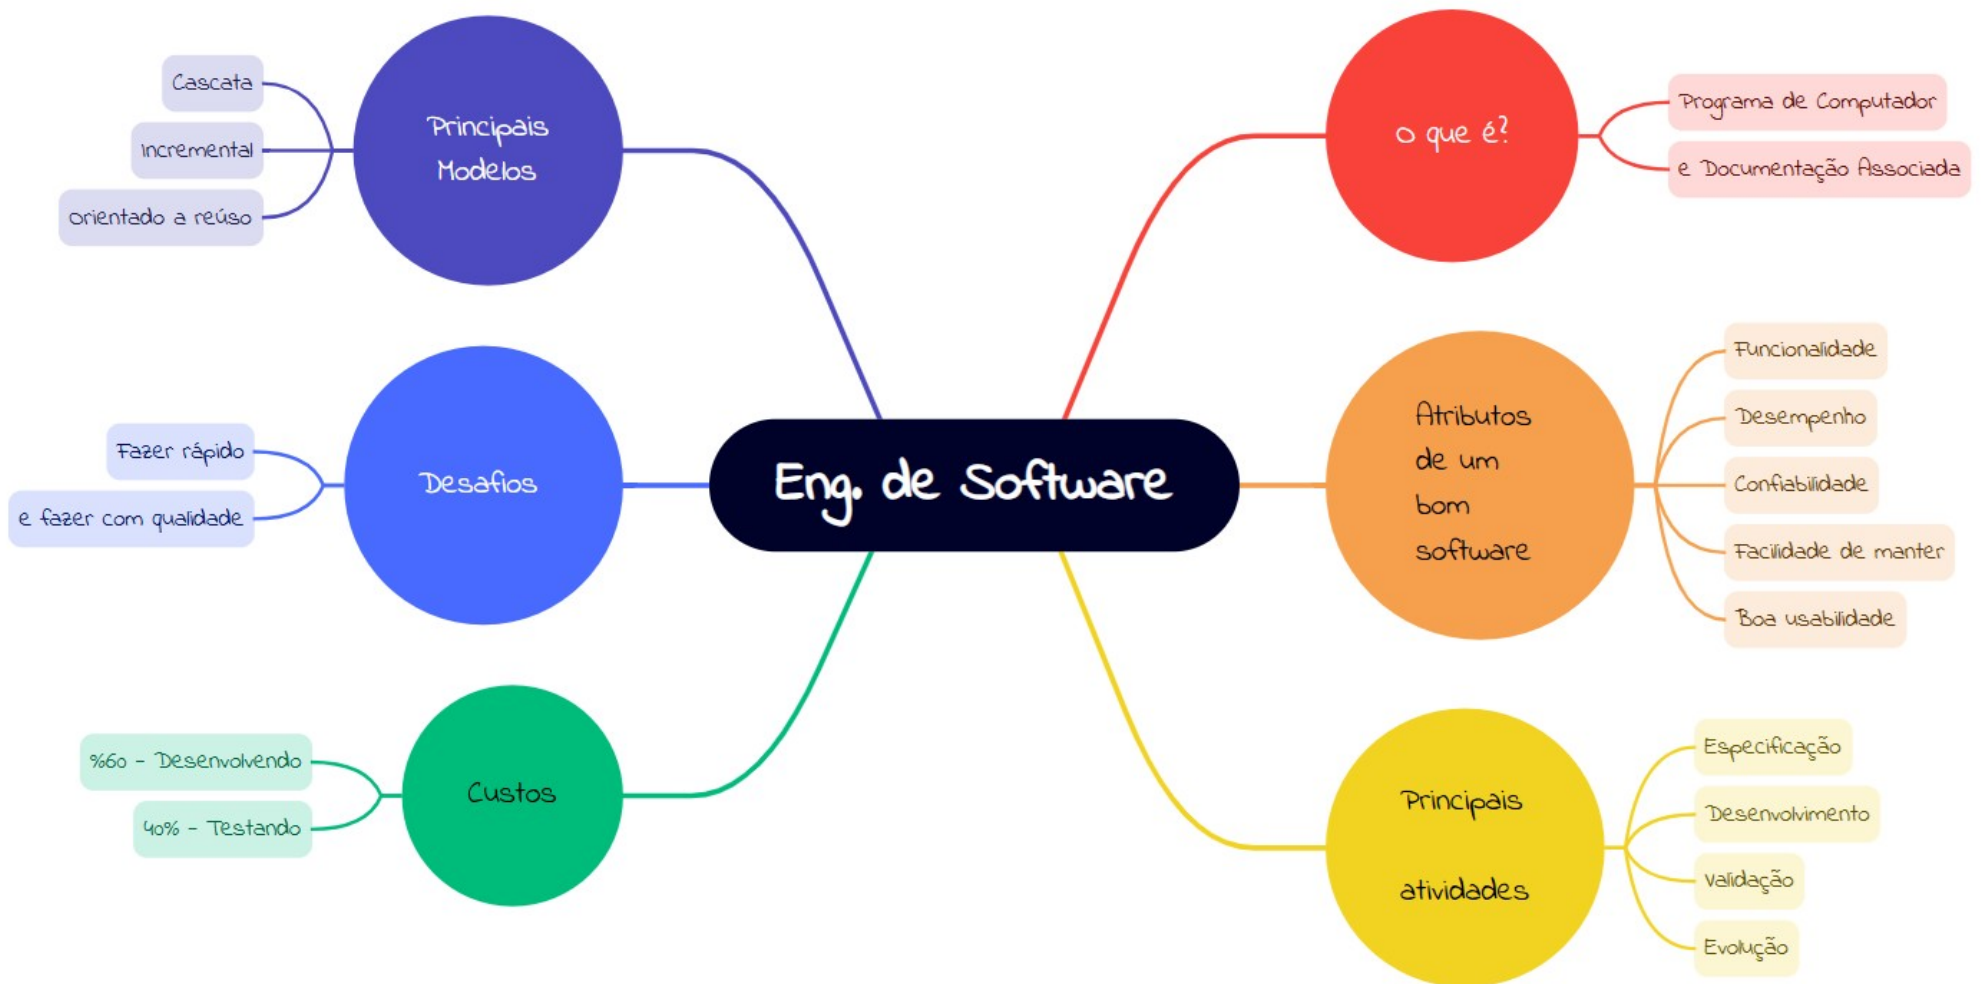 Eng. de Software
Principais
Modelos
Cascata
Incremental
Orientado a reúso
Desafios
Fazer rápido
e fazer com qualidade
Custos
%60 - Desenvolvendo
40% - Testando
O que é?
Programa de Computador
e Documentação Associada
Atributos
de um
bom
software
Funcionalidade
Desempenho
Confiabilidade
Facilidade de manter
Boa usabilidade
Principais
atividades
Especificação
Desenvolvimento
Validação
Evolução